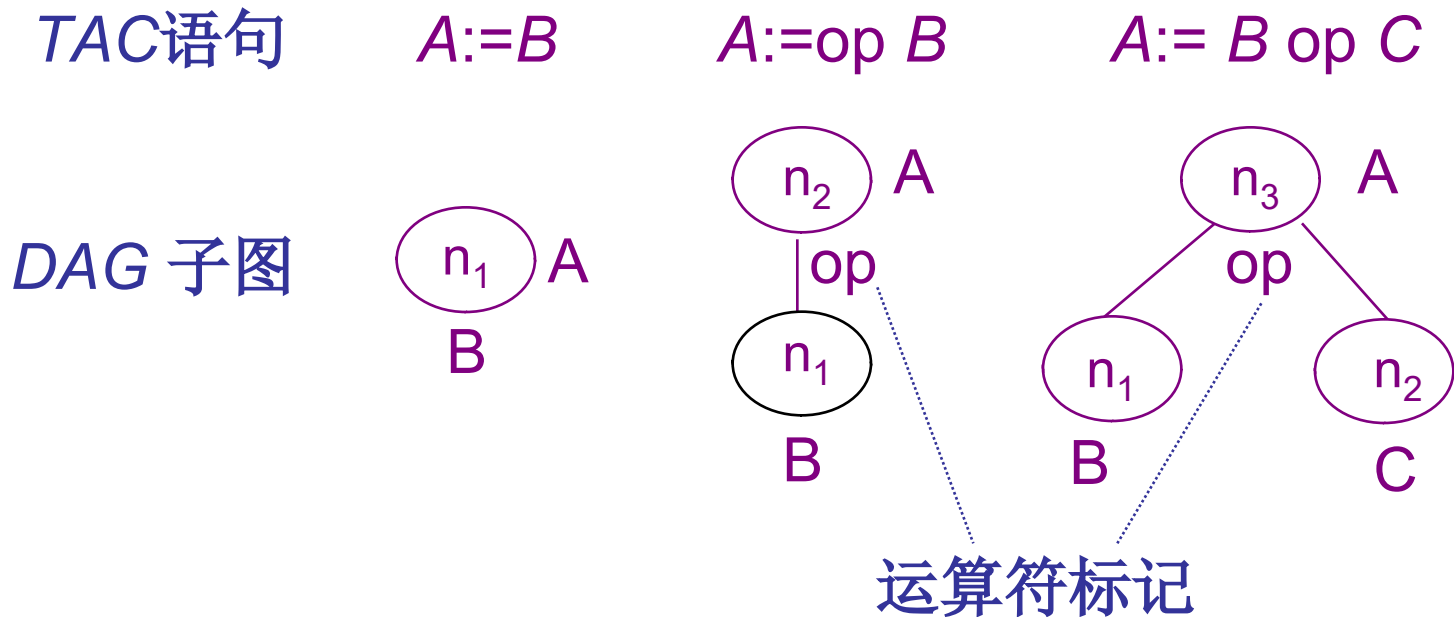 TAC语句 A:=B A:=op B A:= B op C
n2 A n3 A
DAG 子图 n1 A op op
B n1 n1 n2
B B C
运算符标记